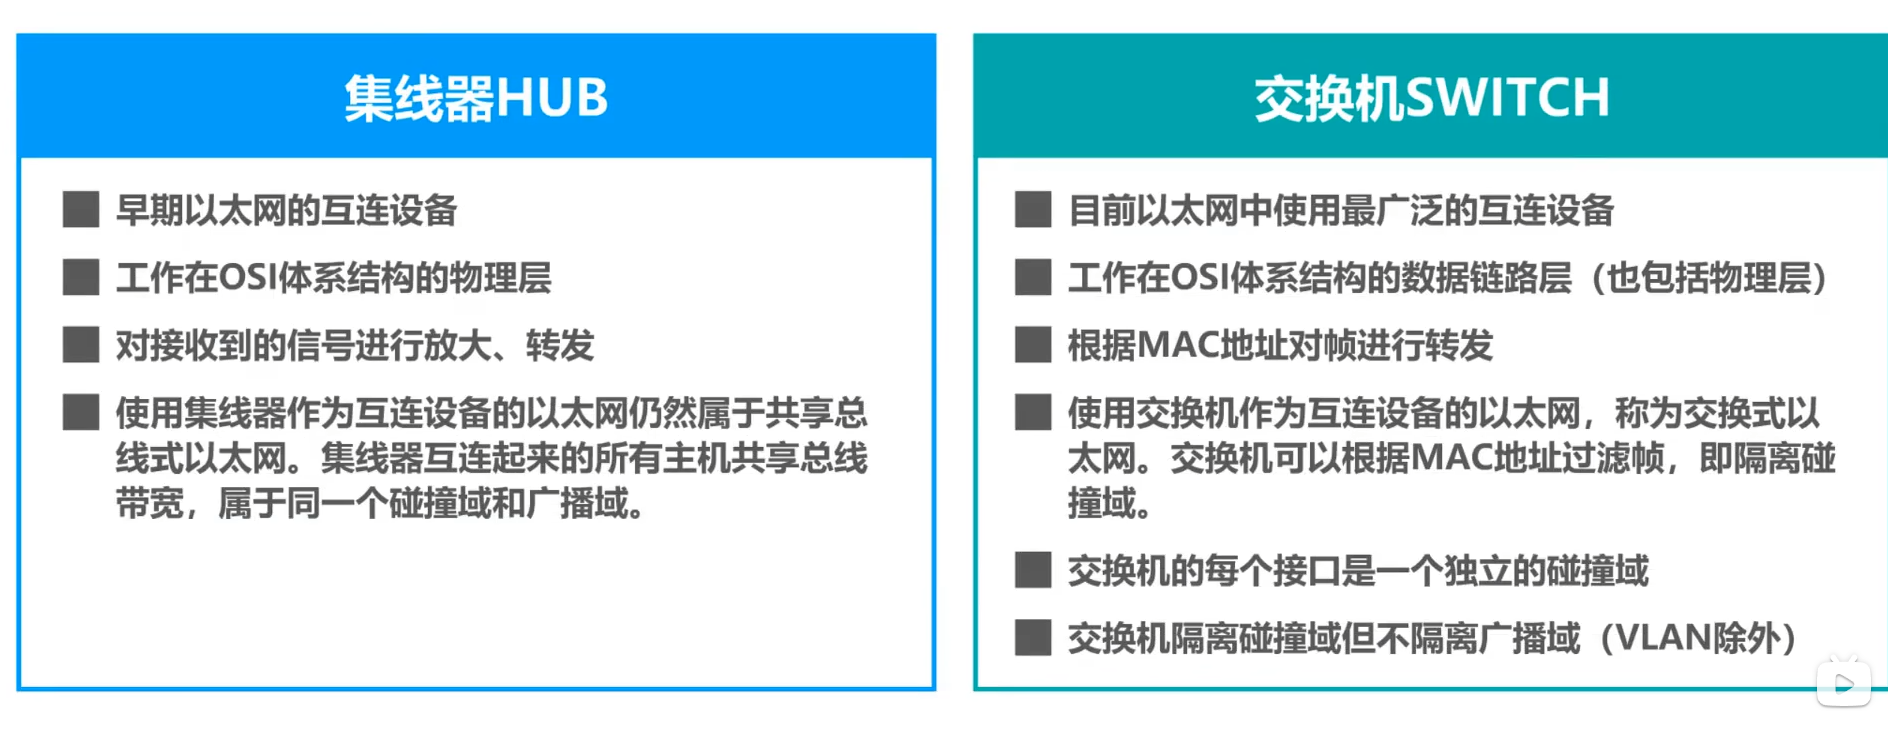 集线器HUB
早期以太网的互连设备
工作在OSI体系结构的物理层
对接收到的信号进行放大、转发
使用集线器作为互连设备的以太网仍然属于共享总
线式以太网。集线器互连起来的所有主机共享总线
带宽，属于同一个碰撞域和广播域。
交换机SWITCH
目前以太网中使用最广泛的互连设备
工作在OSI体系结构的数据链路层（也包括物理层）
根据MAC地址对帧进行转发
使用交换机作为互连设备的以太网，称为交换式以
太网。交换机可以根据MAC地址过滤帧，即隔离碰
撞域。
交换机的每个接口是一个独立的碰撞域
交换机隔离碰撞域但不隔离广播域（VLAN除外）